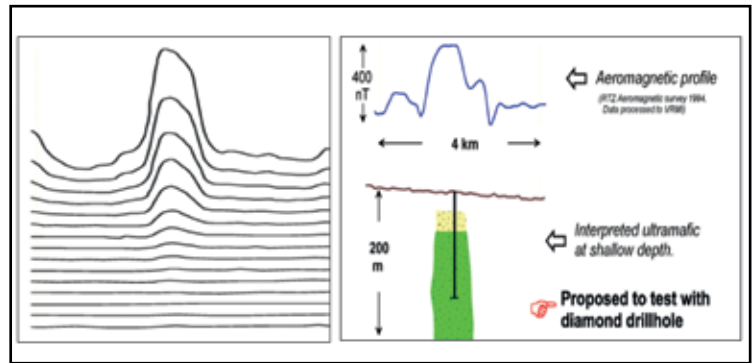 400
nT
Aeromagnetic profile
(RTZ Aeromagnetic survey 1994,
Data processed to VRMI)
4 km
200
m
Interpreted ultramafic
at shallow depth.
Proposed to test with
diamond drillhole